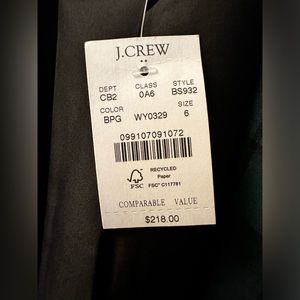 J.CREW
DEPT CLASS STYLE
CB2 0A6 BS932
COLOR SIZE
BPG WY0329 6
099107091072
FSC
RECYCLED
Paper
FSC® C117781
COMPARABLE VALUE
$218.00